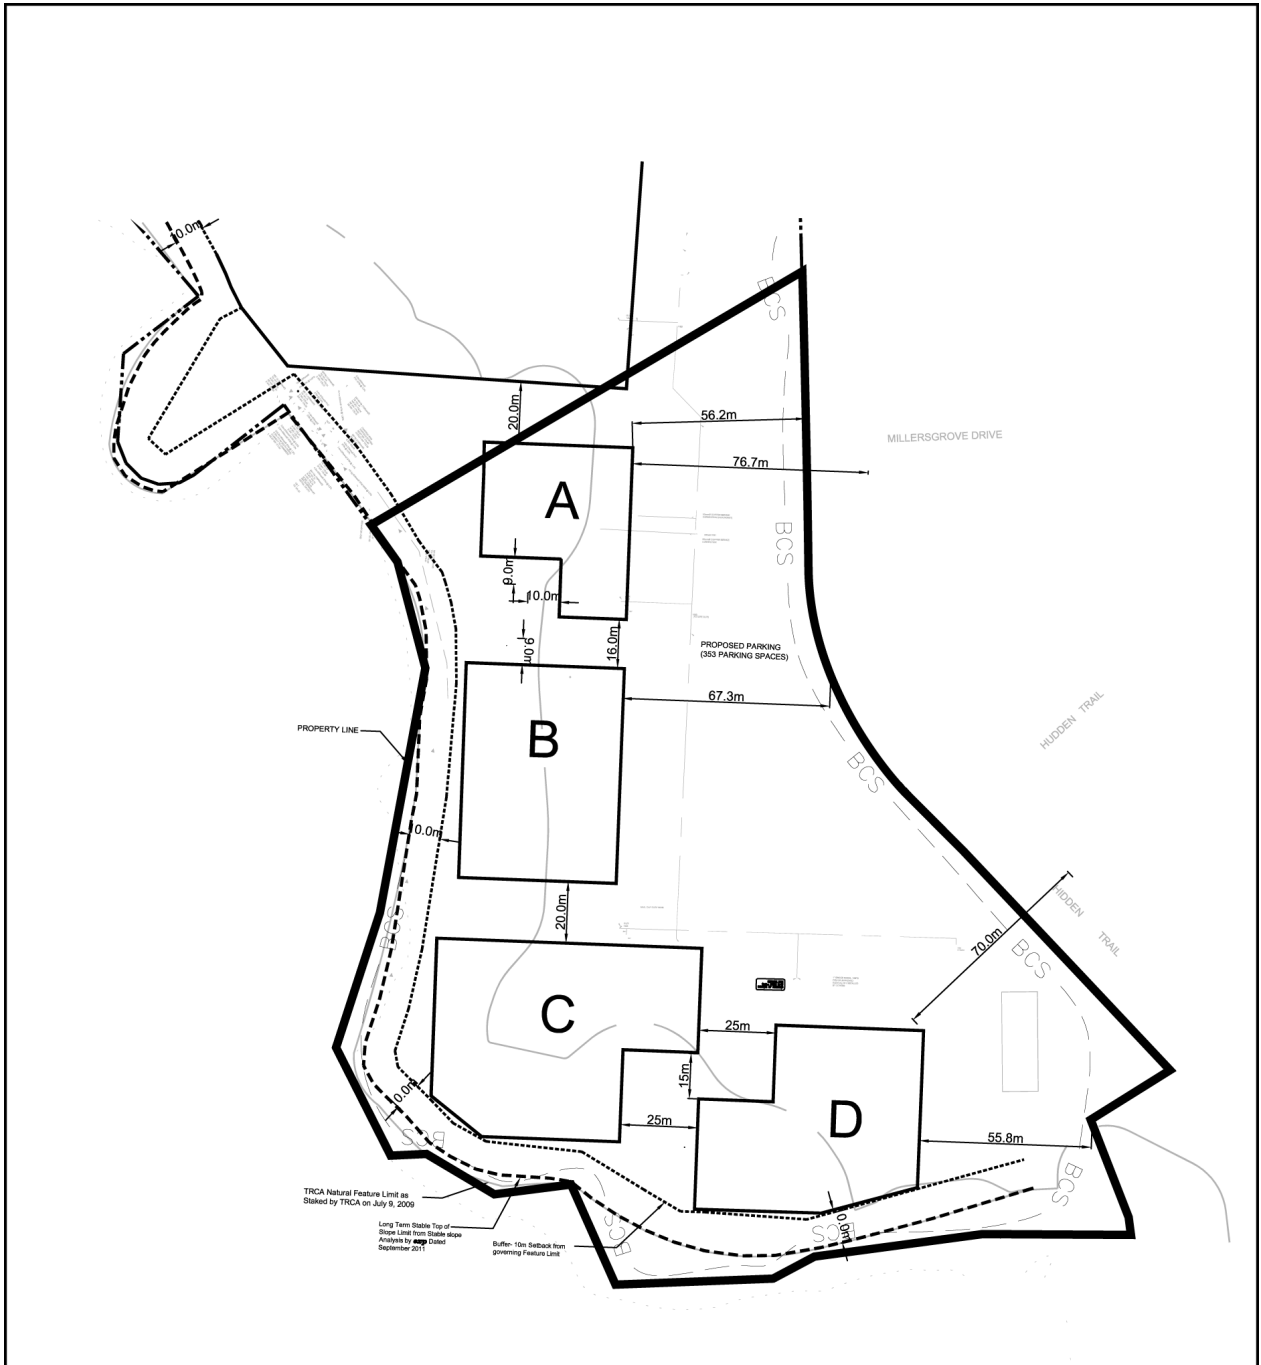 10.0m
BCS
20.0m
56.2m
MILLERSGROVE DRIVE
76.7m
A
BCS
9.0m
10.0m
9.0m
16.0m
PROPOSED PARKING
(353 PARKING SPACES)
67.3m
HUDDEN TRAIL
PROPERTY LINE
B
BCS
10.0m
20.0m
BCS
HIDDEN
TRAIL
70.0m
BCS
C
25m
15m
10.0m
D
25m
BCS
55.8m
BCS
TRCA Natural Feature Limit as
Staked by TRCA on July 9, 2009
Long Term Stable Top of
Slope Limit from Stable slope
Analysis by
Dated
September 2011
Buffer- 10m Setback from
governing Feature Limit
BCS
BCS
10.0m